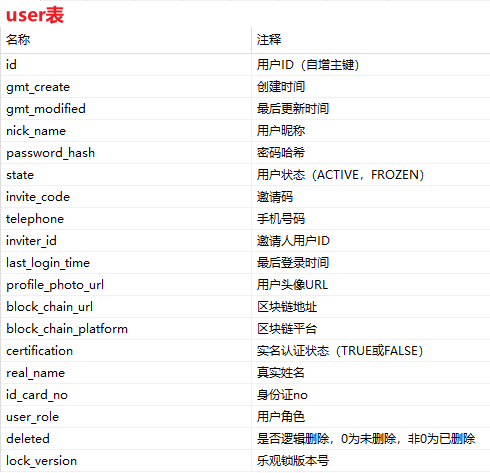 user表
名称 注释
id 用户ID（自增主键）
gmt_create 创建时间
gmt_modified 最后更新时间
nick_name 用户昵称
password_hash 密码哈希
state 用户状态（ACTIVE，FROZEN）
invite_code 邀请码
telephone 手机号码
inviter_id 邀请人用户ID
last_login_time 最后登录时间
profile_photo_url 用户头像URL
block_chain_url 区块链地址
block_chain_platform 区块链平台
certification 实名认证状态（TRUE或FALSE）
real_name 真实姓名
id_card_no 身份证no
user_role 用户角色
deleted 是否逻辑删除，0为未删除，非0为已删除
lock_version 乐观锁版本号